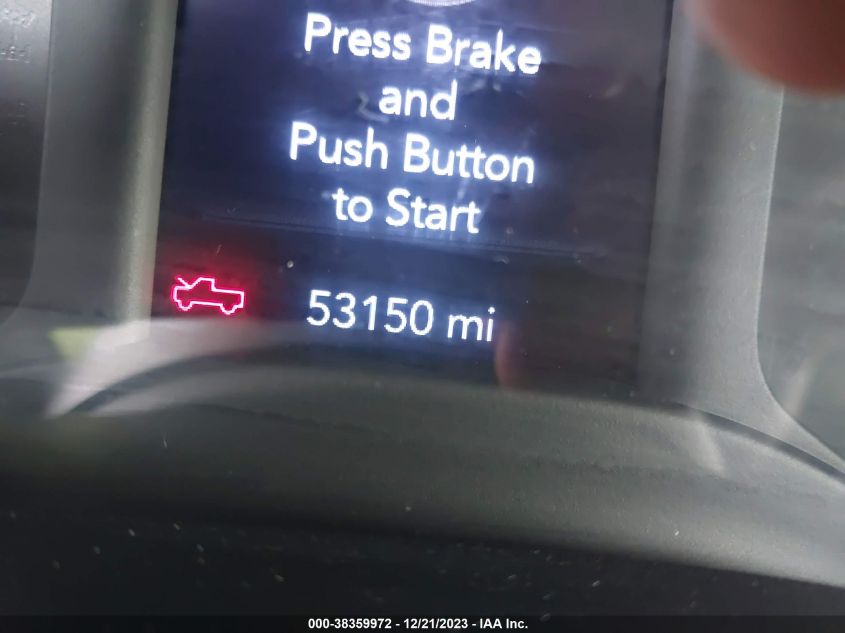 Press Brake
and
Push Button
to Start
53150 mi
000-38359972 - 12/21/2023 - IAA Inc.